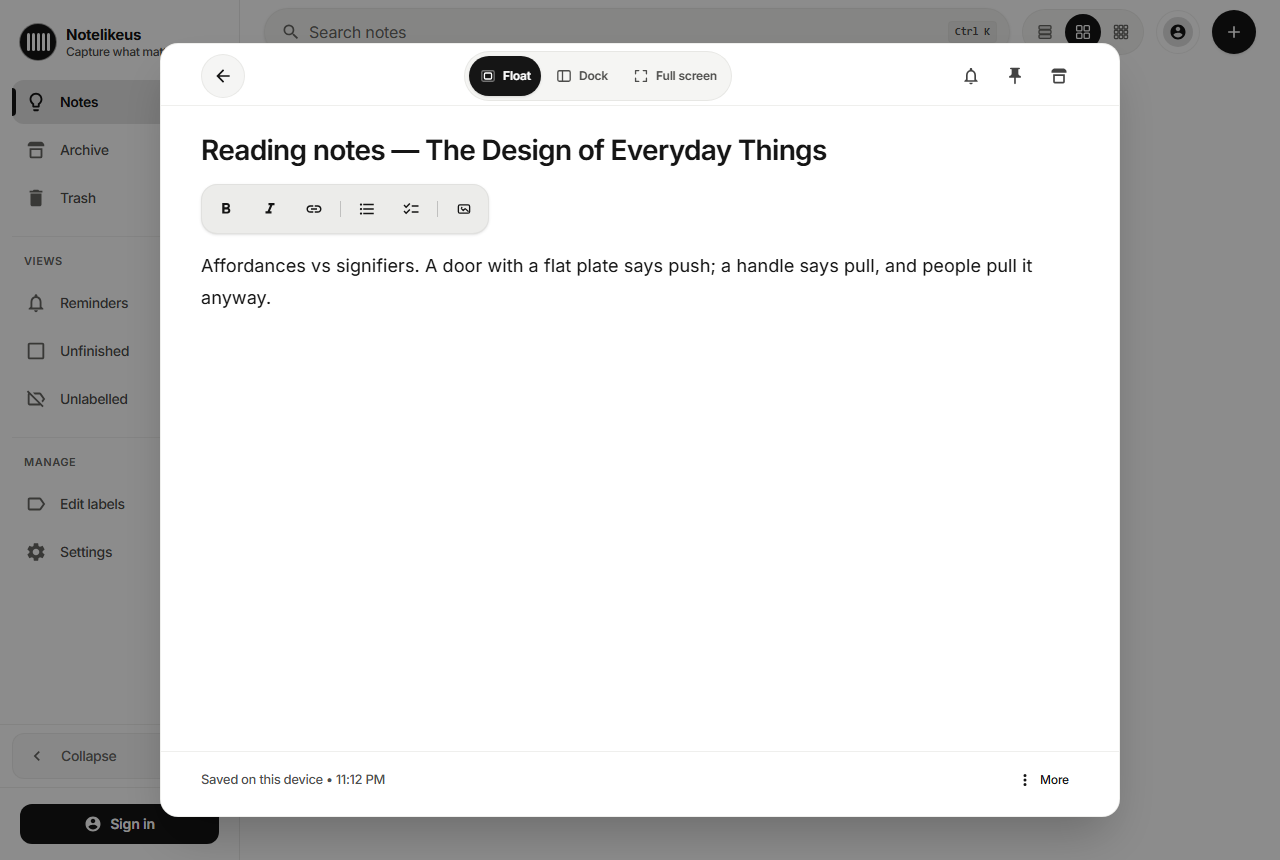 Notelikeus
Capture what mat
Search notes
Ctrl K
Float
Dock
Full screen
Notes
Archive
Trash
VIEWS
Reminders
Unfinished
Unlabelled
MANAGE
Edit labels
Settings
Collapse
Sign in
Reading notes — The Design of Everyday Things
B I
Affordances vs signifiers. A door with a flat plate says push; a handle says pull, and people pull it
anyway.
Saved on this device • 11:12 PM
More